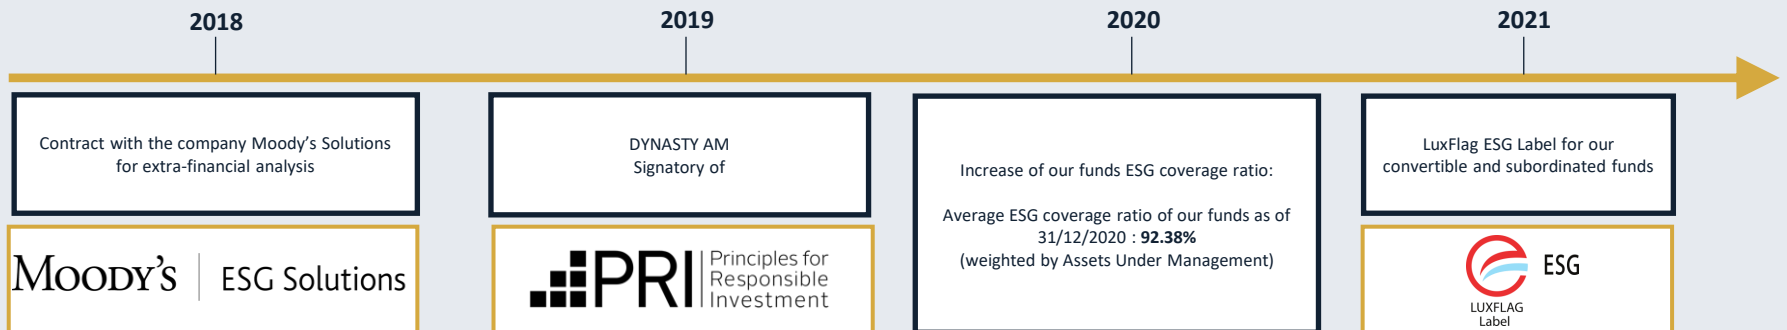 2018
2019
2020
2021
Contract with the company Moody's Solutions
for extra-financial analysis
MOODY'S
ESG Solutions
DYNASTY AM
Signatory of
PRI
Principles for
Responsible
Investment
Increase of our funds ESG coverage ratio:
Average ESG coverage ratio of our funds as of
31/12/2020 : 92.38%
(weighted by Assets Under Management)
LuxFlag ESG Label for our
convertible and subordinated funds
ESG
LUXFLAG
Label